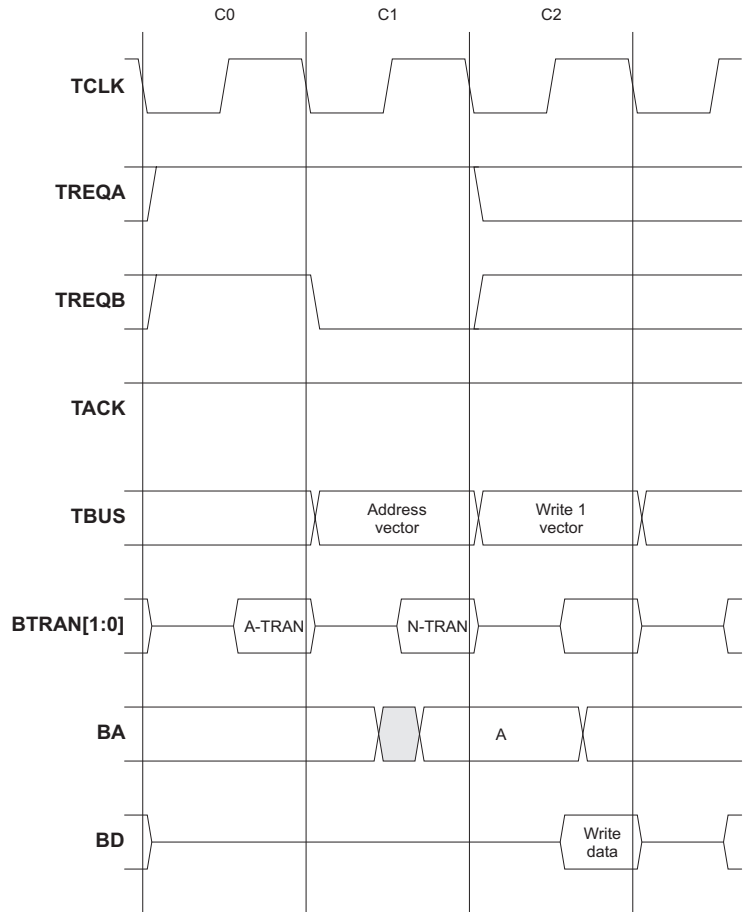 C0 C1 C2
TCLK
TREQA
TREQB
TACK
TBUS
Address
vector
Write 1
vector
BTRAN[1:0]
A-TRAN
N-TRAN
BA
A
BD
Write
data